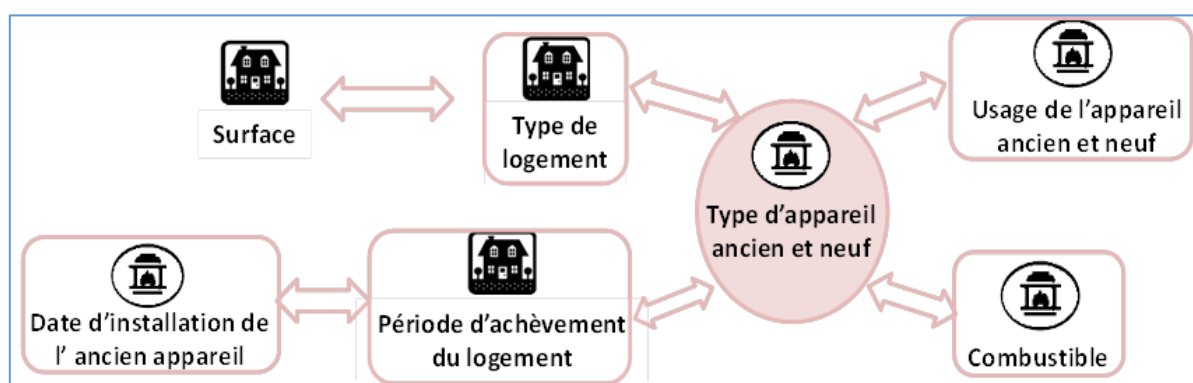 Surface
Type de
logement
Type d'appareil
ancien et neuf
Usage de l'appareil
ancien et neuf
Date d'installation de
l' ancien appareil
Période d'achèvement
du logement
Combustible